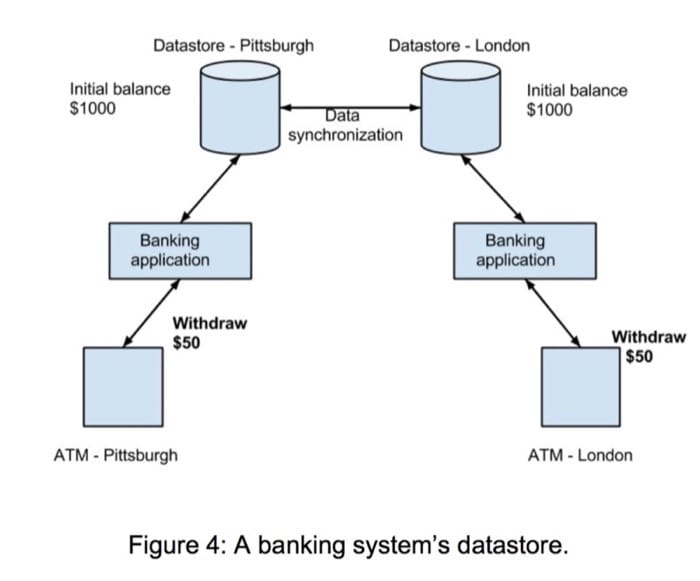 Datastore - Pittsburgh
Datastore - London
Initial balance
$1000
Data
synchronization
Initial balance
$1000
Banking
application
Banking
application
Withdraw
$50
Withdraw
$50
ATM - Pittsburgh
ATM - London
Figure 4: A banking system's datastore.